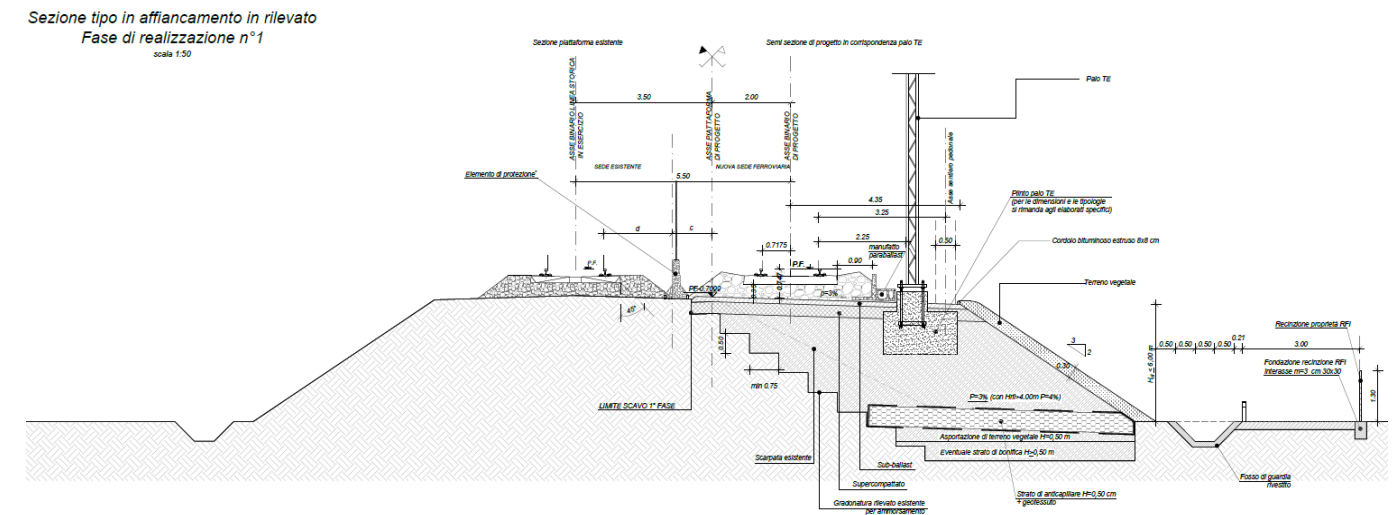 Sezione tipo in affiancamento in rilevato
Fase di realizzazione n°1
scala 1:50
Sezione piattaforma esistente
Semi sezione di progetto in corrispondenza palo TE
ASSE BINARIO LINEA STORICA
IN ESERCIZIO
ASSE PIATTAFORMA
DI PROGETTO
ASSE BINARIO
DI PROGETTO
3.50
2.00
SEDE ESISTENTE
NUOVA SEDE FERROVIARIA
5.50
Elemento di protezione*
Palo TE
Asse sentiero pedonale
4.35
3.25
2.25
0.50
d
c
0.7175
manufatto
paraballast
P.F.
P.F.
0.90
0.35
0.747
p=3%
PF-0.7000
45°
Plinto palo TE
(per le dimensioni e le tipologie
si rimanda agli elaborati specifici)
Cordolo bituminoso estruso 8x8 cm
Terreno vegetale
3
2
0.30
Recinzione proprietà RFI
0.50
0.50
0.50
0.50
0.21
3.00
Fondazione recinzione RFI
interasse m=3 cm 30x30
1.30
0.50
min 0.75
LIMITE SCAVO 1° FASE
P=3% (con Hril>4.00m P=4%)
Asportazione di terreno vegetale H=0,50 m
Eventuale strato di bonifica H≥0,50 m
Scarpata esistente
Sub-ballast
Supercompattato
Gradonatura rilevato esistente
per ammorsamento
Strato di anticapillare H=0,50 cm
+ geotessuto
Fosso di guardia
rivestito